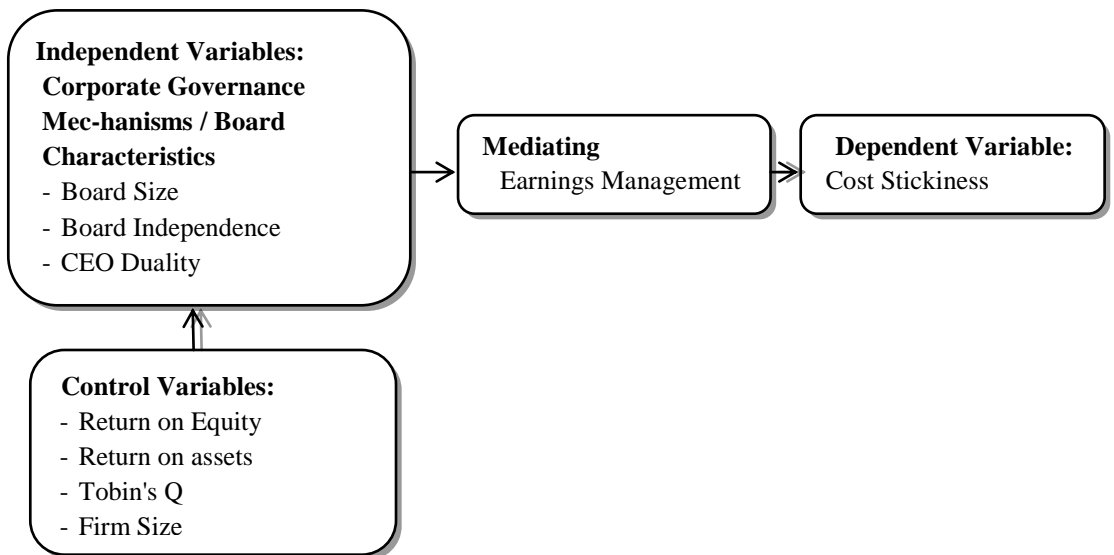 Independent Variables:
Corporate Governance
Mec-hanisms / Board
Characteristics
- Board Size
- Board Independence
- CEO Duality
Mediating
Earnings Management
Dependent Variable:
Cost Stickiness
Control Variables:
- Return on Equity
- Return on assets
- Tobin's Q
- Firm Size